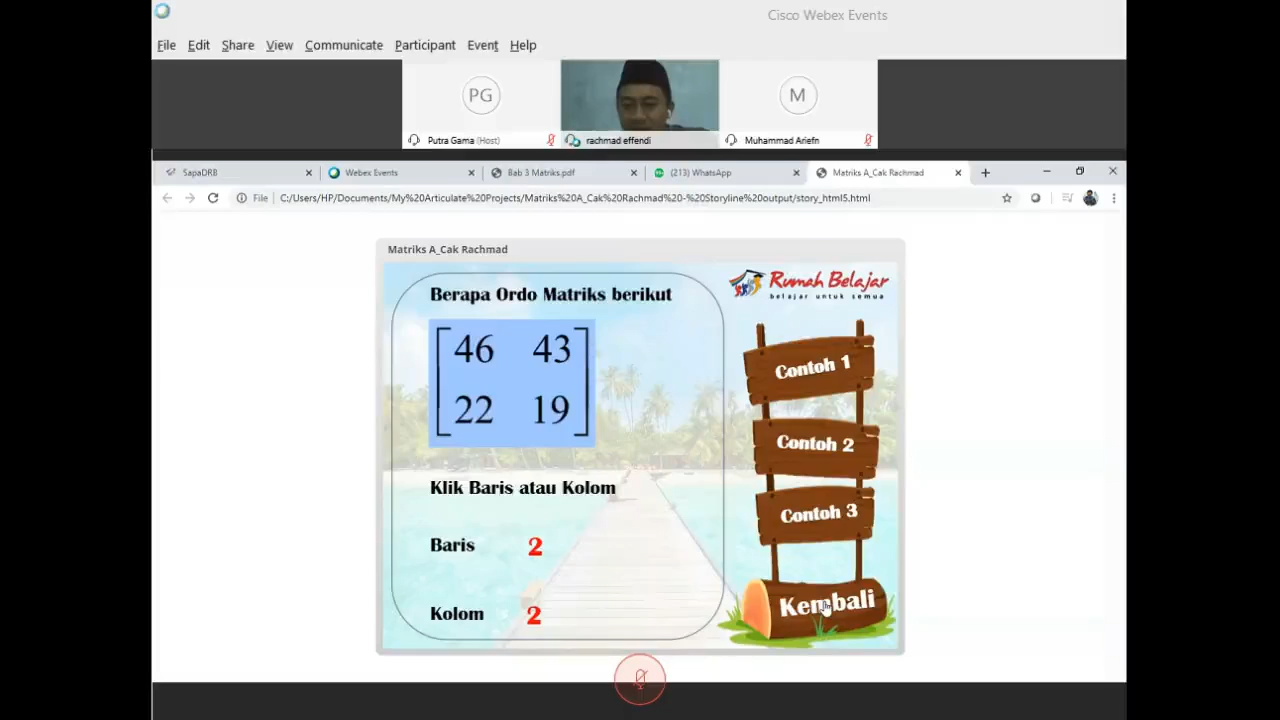 Cisco Webex Events
File Edit Share View Communicate Participant Event Help
PG
M
Putra Gama (Host)
rachmad effendi
Muhammad Ariefn
SapaDRB
Webex Events
Bab 3 Matriks.pdf
(213) WhatsApp
Matriks A_Cak Rachmad
File C:/Users/HP/Documents/My%20Articulate%20Projects/Matriks%20A_Cak%20Rachmad%20-%20Storyline%20output/story_html5.html
Matriks A_Cak Rachmad
Rumah Belajar
belajar untuk semua
Berapa Ordo Matriks berikut
46 43
22 19
Klik Baris atau Kolom
Baris 2
Kolom 2
Contoh 1
Contoh 2
Contoh 3
Kembali